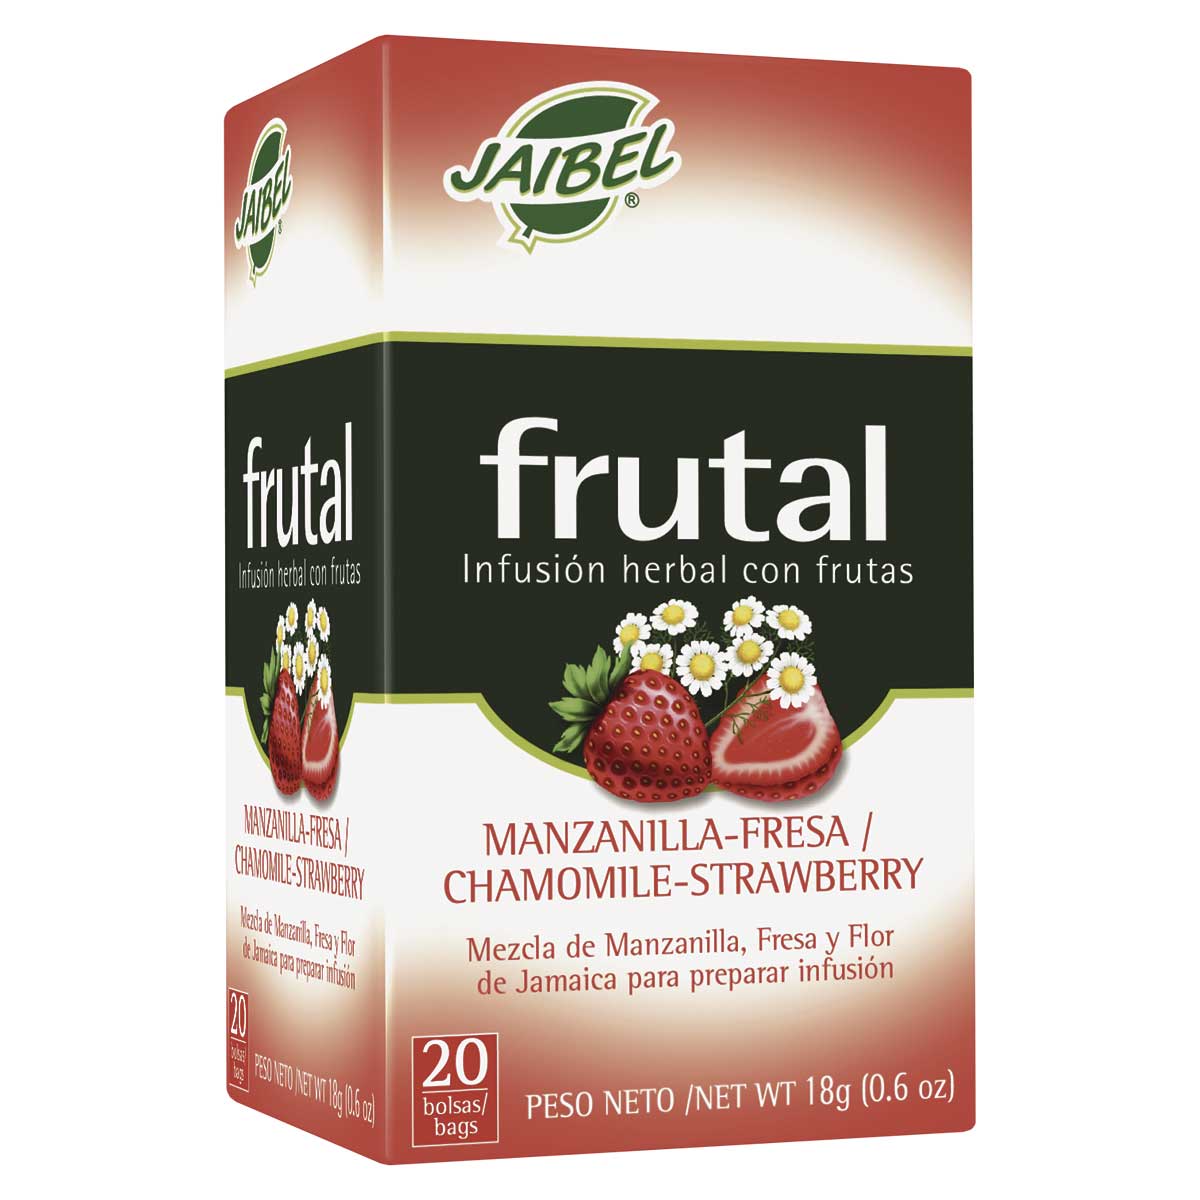 JAIBEL®
frutal
Infusión herbal con frutas
MANZANILLA-FRESA /
CHAMOMILE-STRAWBERRY
Mezcla de Manzanilla, Fresa y Flor
de Jamaica para preparar infusión
20
bolsas/
bags
PESO NETO /NET WT 18g (0.6 oz)
JAIBEL®
frutal
Infusión herbal con frutas
MANZANILLA-FRESA /
CHAMOMILE-STRAWBERRY
Mezcla de Manzanilla, Fresa y Flor
de Jamaica para preparar infusión
20
bolsas/
bags
PESO NETO /NET WT 18g (0.6 oz)